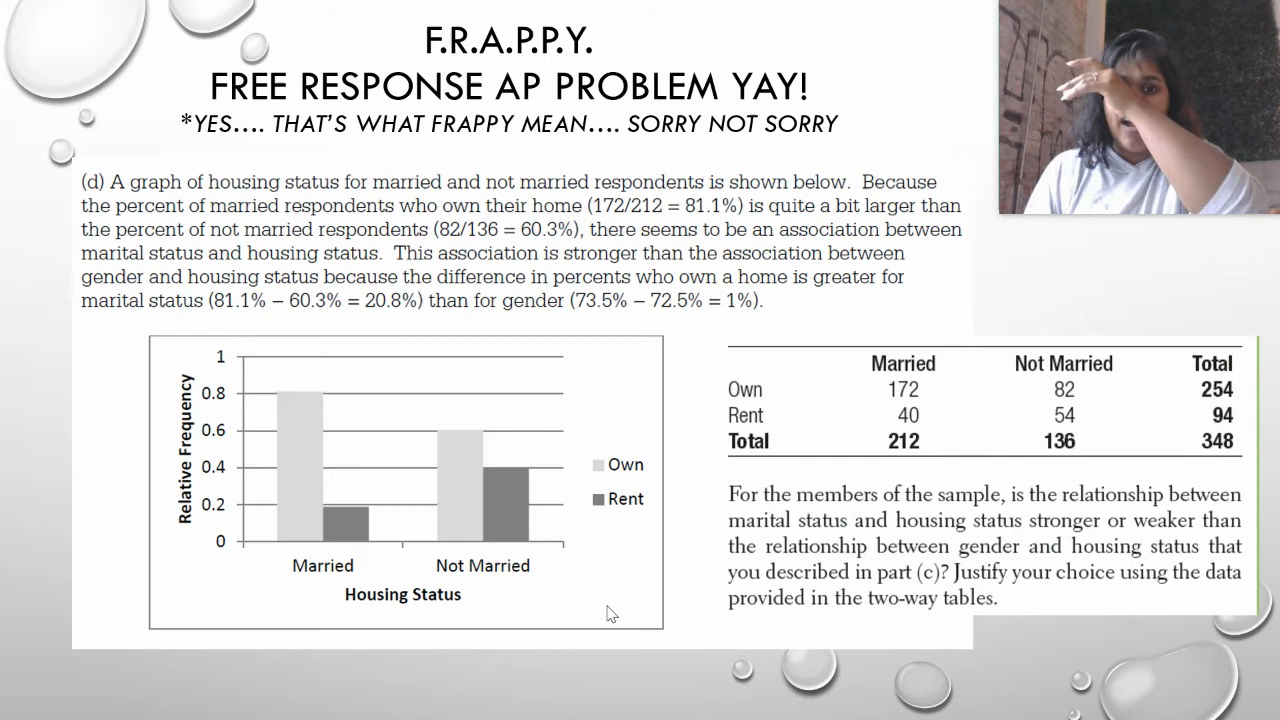 F.R.A.P.P.Y.
FREE RESPONSE AP PROBLEM YAY!
*YES.... THAT'S WHAT FRAPPY MEAN.... SORRY NOT SORRY
(d) A graph of housing status for married and not married respondents is shown below. Because
the percent of married respondents who own their home (172/212 = 81.1%) is quite a bit larger than
the percent of not married respondents (82/136 = 60.3%), there seems to be an association between
marital status and housing status. This association is stronger than the association between
gender and housing status because the difference in percents who own a home is greater for
marital status (81.1% – 60.3% = 20.8%) than for gender (73.5% – 72.5% = 1%).
Relative Frequency
1
0.8
0.6
0.4
0.2
0
Married Not Married
Housing Status
Own
Rent
Married Not Married Total
Own 172 82 254
Rent 40 54 94
Total 212 136 348
For the members of the sample, is the relationship between
marital status and housing status stronger or weaker than
the relationship between gender and housing status that
you described in part (c)? Justify your choice using the data
provided in the two-way tables.